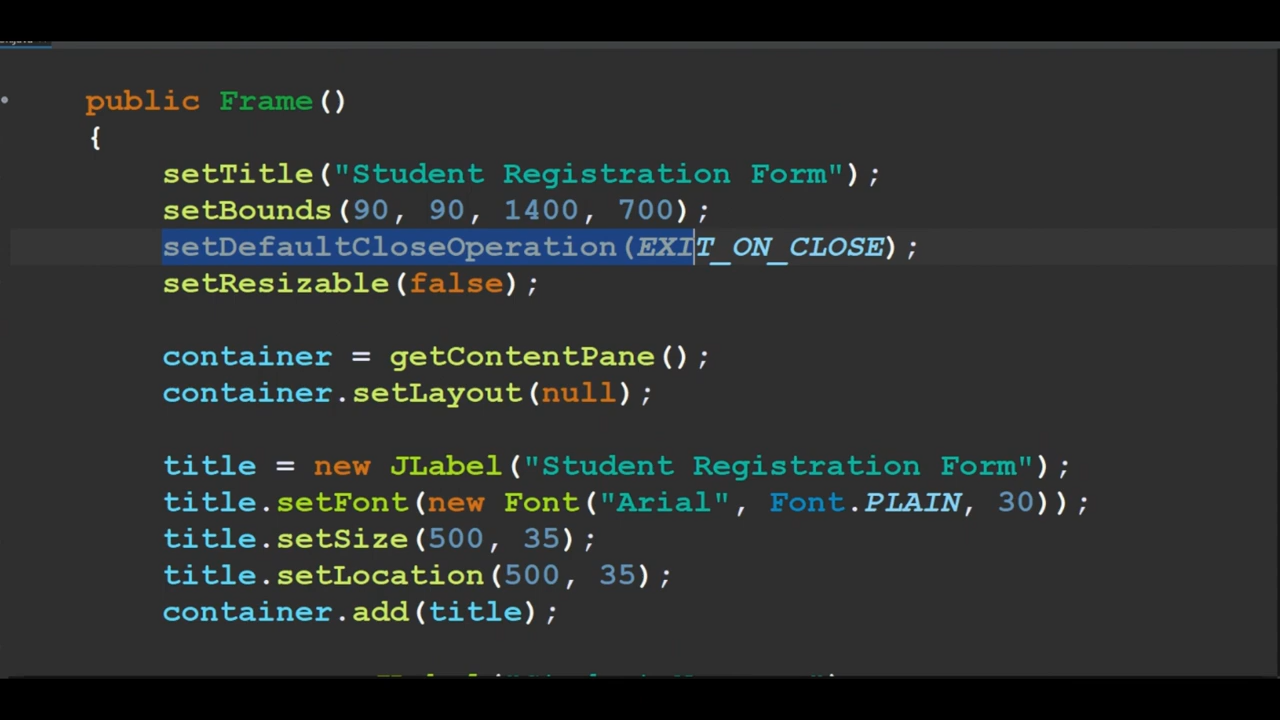 public Frame()
{
setTitle("Student Registration Form");
setBounds(90, 90, 1400, 700);
setDefaultCloseOperation(EXIT_ON_CLOSE);
setResizable(false);
container = getContentPane();
container.setLayout(null);
title = new JLabel("Student Registration Form");
title.setFont(new Font("Arial", Font.PLAIN, 30));
title.setSize(500, 35);
title.setLocation(500, 35);
container.add(title);